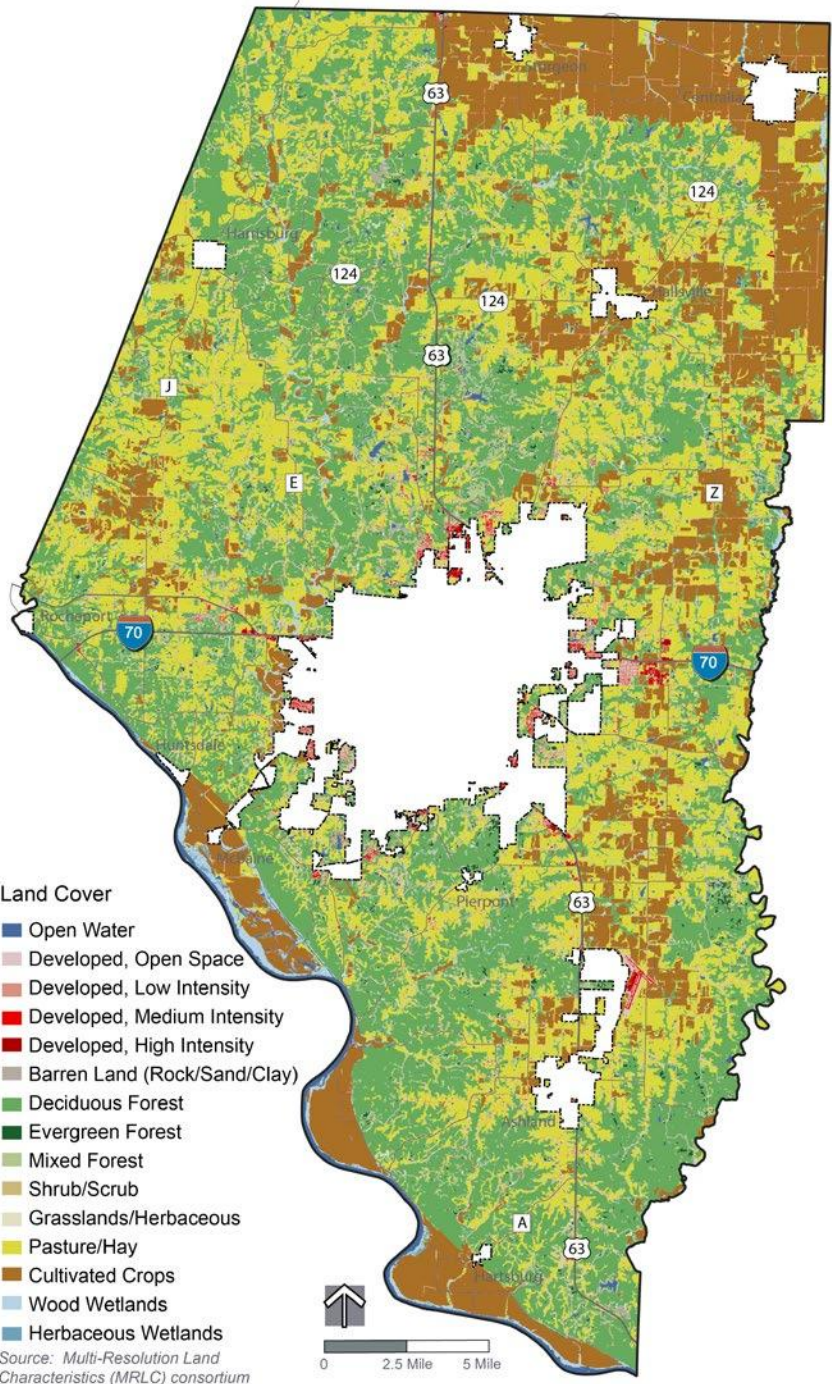 Sturgeon
63
Centralia
124
Harrisburg
124
124
Hallsville
63
J
E
Z
Rocheport
70
70
Huntsdale
McBaine
Pierpont
63
Ashland
A
63
Hartsburg
Land Cover
Open Water
Developed, Open Space
Developed, Low Intensity
Developed, Medium Intensity
Developed, High Intensity
Barren Land (Rock/Sand/Clay)
Deciduous Forest
Evergreen Forest
Mixed Forest
Shrub/Scrub
Grasslands/Herbaceous
Pasture/Hay
Cultivated Crops
Wood Wetlands
Herbaceous Wetlands
Source: Multi-Resolution Land
Characteristics (MRLC) consortium
0 2.5 Mile 5 Mile